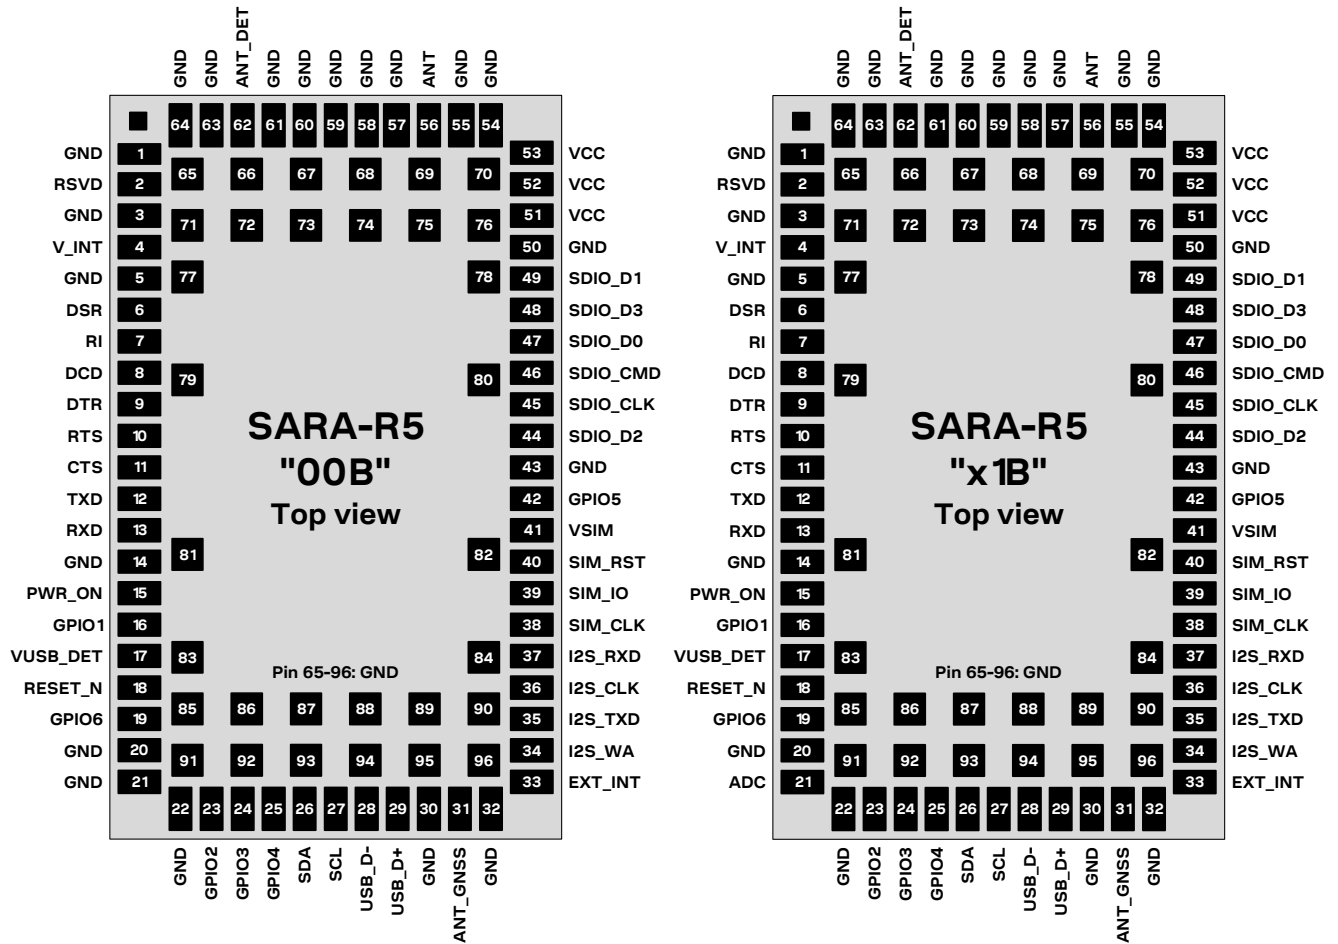 GND GND ANT_DET GND GND GND GND GND ANT GND GND
64 63 62 61 60 59 58 57 56 55 54
GND 1 53 VCC
65 66 67 68 69 70
RSVD 2 52 VCC
GND 3 51 VCC
71 72 73 74 75 76
V_INT 4 50 GND
GND 5 77 78 49 SDIO_D1
DSR 6 48 SDIO_D3
RI 7 47 SDIO_D0
DCD 8 79 80 46 SDIO_CMD
DTR 9 45 SDIO_CLK
SARA-R5
RTS 10 44 SDIO_D2
"00B"
CTS 11 43 GND
TXD 12 42 GPIO5
Top view
RXD 13 41 VSIM
GND 14 81 82 40 SIM_RST
PWR_ON 15 39 SIM_IO
GPIO1 16 38 SIM_CLK
VUSB_DET 17 83 84 37 I2S_RXD
Pin 65-96: GND
RESET_N 18 36 I2S_CLK
85 86 87 88 89 90
GPIO6 19 35 I2S_TXD
GND 20 34 I2S_WA
91 92 93 94 95 96
GND 21 33 EXT_INT
22 23 24 25 26 27 28 29 30 31 32
GND GPIO2 GPIO3 GPIO4 SDA SCL USB_D- USB_D+ GND ANT_GNSS GND
GND GND ANT_DET GND GND GND GND GND ANT GND GND
64 63 62 61 60 59 58 57 56 55 54
GND 1 53 VCC
65 66 67 68 69 70
RSVD 2 52 VCC
GND 3 51 VCC
71 72 73 74 75 76
V_INT 4 50 GND
GND 5 77 78 49 SDIO_D1
DSR 6 48 SDIO_D3
RI 7 47 SDIO_D0
DCD 8 79 80 46 SDIO_CMD
DTR 9 45 SDIO_CLK
SARA-R5
RTS 10 44 SDIO_D2
"x1B"
CTS 11 43 GND
TXD 12 42 GPIO5
Top view
RXD 13 41 VSIM
GND 14 81 82 40 SIM_RST
PWR_ON 15 39 SIM_IO
GPIO1 16 38 SIM_CLK
VUSB_DET 17 83 84 37 I2S_RXD
Pin 65-96: GND
RESET_N 18 36 I2S_CLK
85 86 87 88 89 90
GPIO6 19 35 I2S_TXD
GND 20 34 I2S_WA
91 92 93 94 95 96
ADC 21 33 EXT_INT
22 23 24 25 26 27 28 29 30 31 32
GND GPIO2 GPIO3 GPIO4 SDA SCL USB_D- USB_D+ GND ANT_GNSS GND